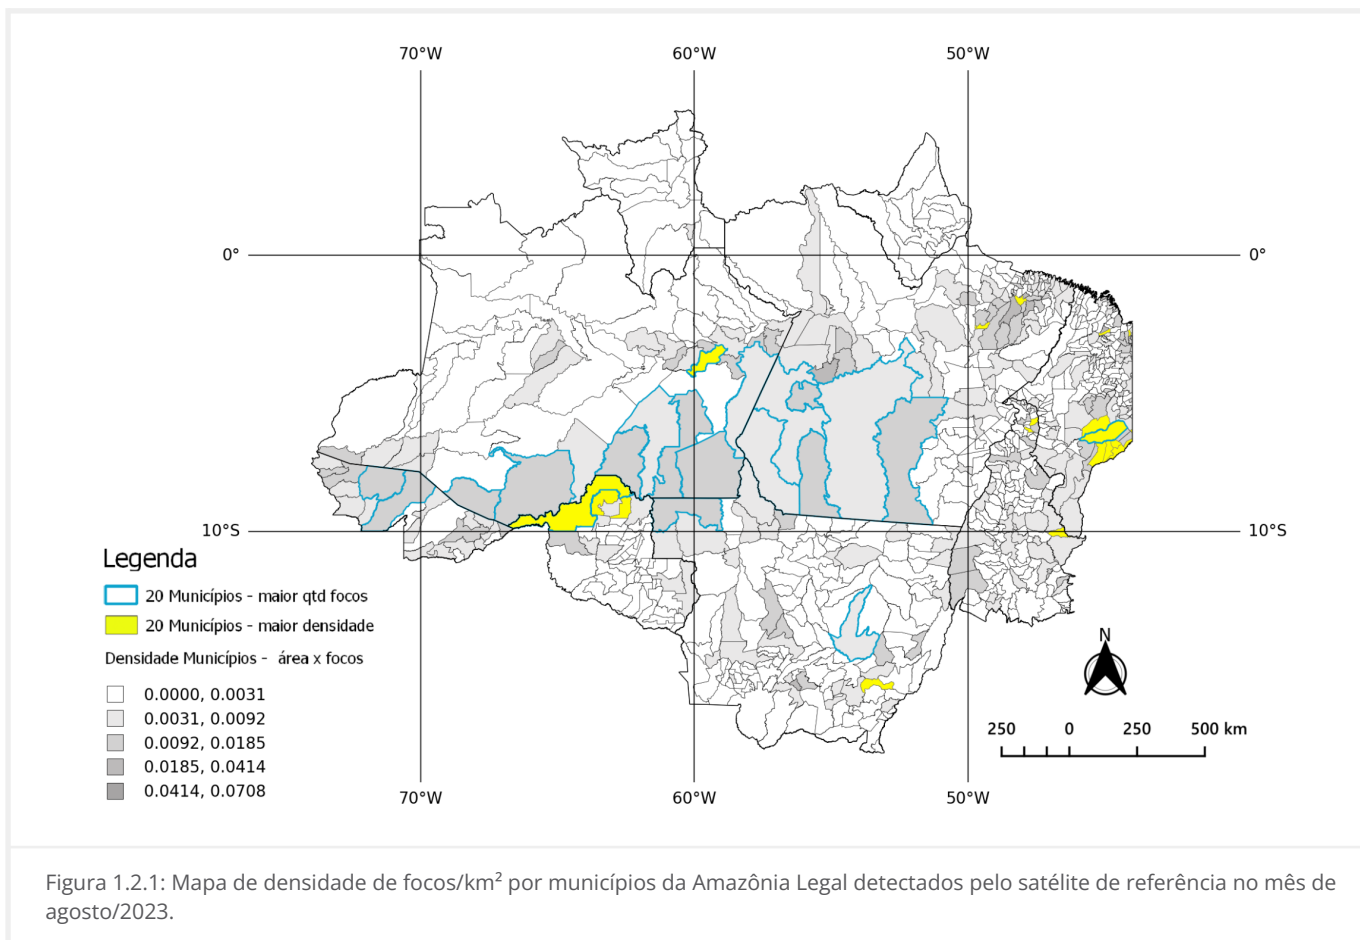 70°W 60°W 50°W
0° 0°
10°S 10°S
Legenda
20 Municípios - maior qtd focos
20 Municípios - maior densidade
Densidade Municípios - área x focos
0.0000, 0.0031
0.0031, 0.0092
0.0092, 0.0185
0.0185, 0.0414
0.0414, 0.0708
N
250 0 250 500 km
70°W 60°W 50°W
Figura 1.2.1: Mapa de densidade de focos/km² por municípios da Amazônia Legal detectados pelo satélite de referência no mês de
agosto/2023.